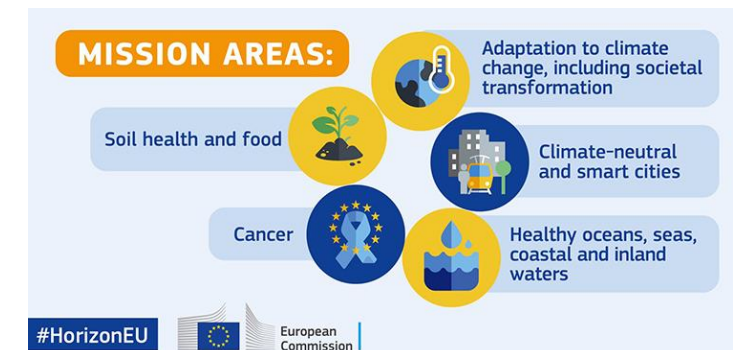 MISSION AREAS:
Adaptation to climate
change, including societal
transformation
Soil health and food
Climate-neutral
and smart cities
Cancer
Healthy oceans, seas,
coastal and inland
waters
#HorizonEU
European
Commission